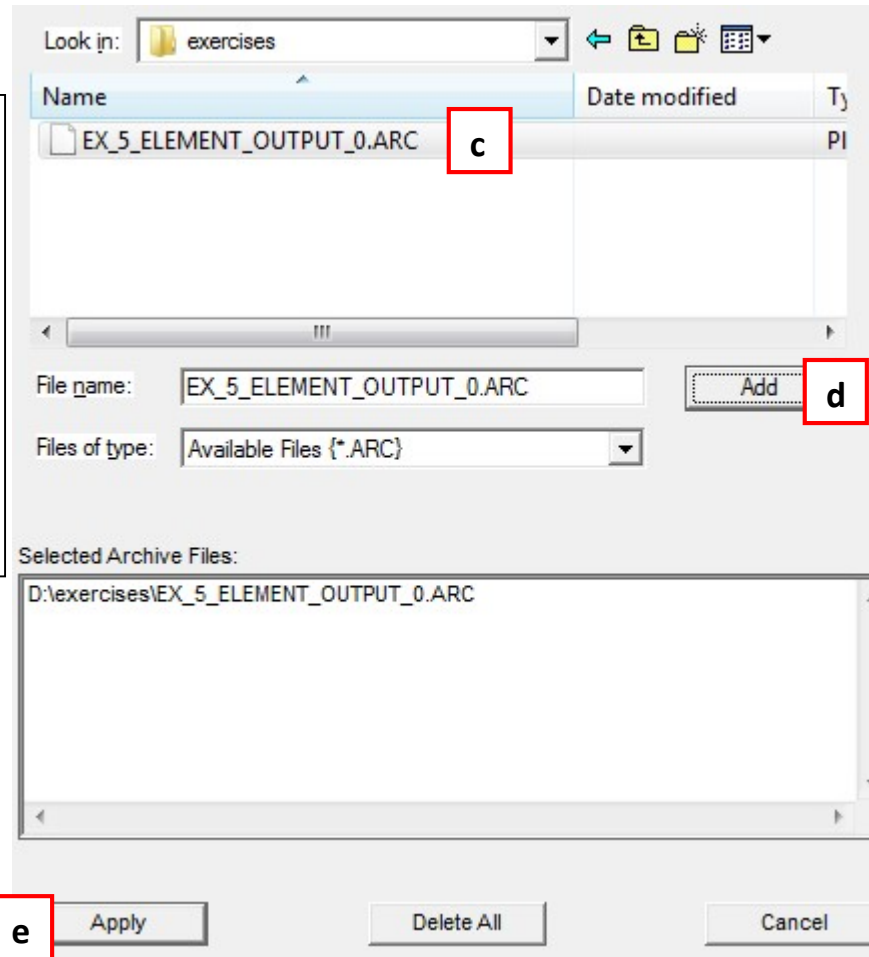 Look in: exercises
Name Date modified Ty
EX_5_ELEMENT_OUTPUT_0.ARC c PI
File name: EX_5_ELEMENT_OUTPUT_0.ARC Add d
Files of type: Available Files {*.ARC}
Selected Archive Files:
D:\exercises\EX_5_ELEMENT_OUTPUT_0.ARC
e Apply Delete All Cancel